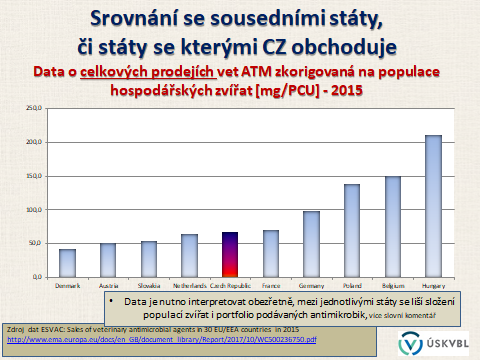 Srovnání se sousedními státy,
či státy se kterými CZ obchoduje
Data o celkových prodejích vet ATM zkorigovaná na populace
hospodářských zvířat [mg/PCU] - 2015
250,0
200,0
150,0
100,0
50,0
0,0
Denmark Austria Slovakia Netherlands Czech Republic France Germany Poland Belgium Hungary
• Data je nutno interpretovat obezřetně, mezi jednotlivými státy se liší složení
populací zvířat i portfolio podávaných antimikrobik, více slovní komentář
Zdroj dat ESVAC: Sales of veterinary antimicrobial agents in 30 EU/EEA countries in 2015
http://www.ema.europa.eu/docs/en_GB/document_library/Report/2017/10/WC500236750.pdf
ÚSKVBL